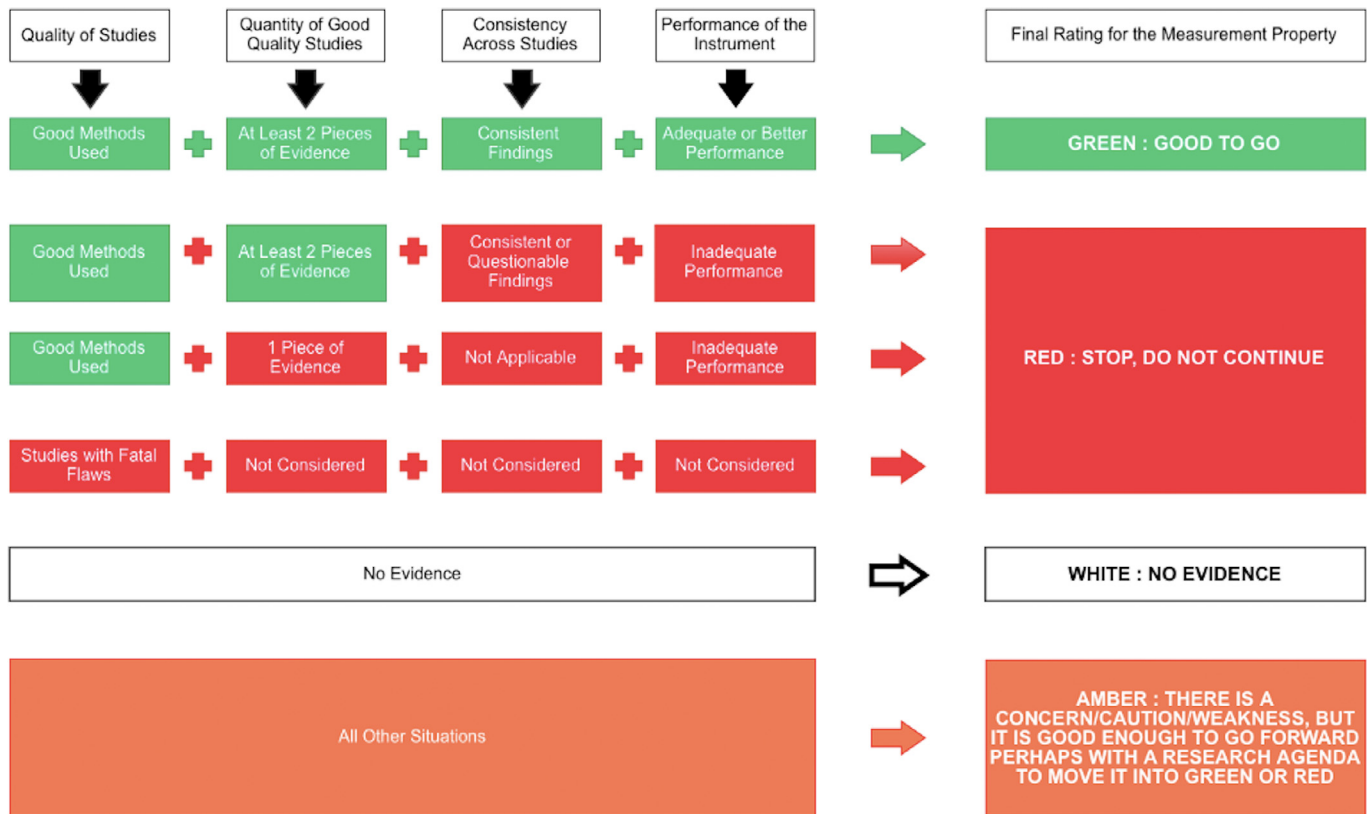 Quality of Studies
Quantity of Good
Quality Studies
Consistency
Across Studies
Performance of the
Instrument
Final Rating for the Measurement Property
Good Methods
Used
At Least 2 Pieces
of Evidence
Consistent
Findings
Adequate or Better
Performance
GREEN : GOOD TO GO
Good Methods
Used
At Least 2 Pieces
of Evidence
Consistent or
Questionable
Findings
Inadequate
Performance
RED : STOP, DO NOT CONTINUE
Good Methods
Used
1 Piece of
Evidence
Not Applicable
Inadequate
Performance
Studies with Fatal
Flaws
Not Considered
Not Considered
Not Considered
No Evidence
WHITE : NO EVIDENCE
All Other Situations
AMBER : THERE IS A
CONCERN/CAUTION/WEAKNESS, BUT
IT IS GOOD ENOUGH TO GO FORWARD
PERHAPS WITH A RESEARCH AGENDA
TO MOVE IT INTO GREEN OR RED